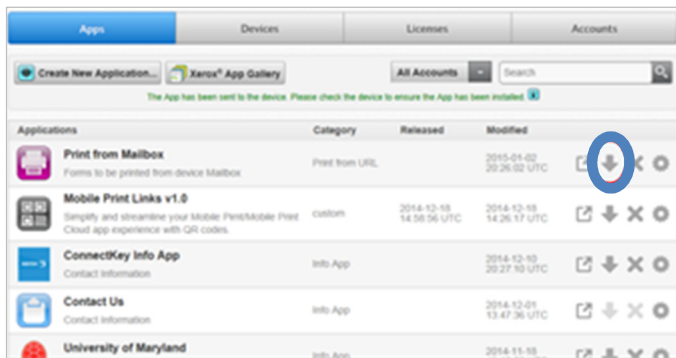 Apps Devices Licenses Accounts
Create New Application... Xerox® App Gallery All Accounts Search
The App has been sent to the device. Please check the device to ensure the App has been installed. x
Applications Category Released Modified
Print from Mailbox
Forms to be printed from device Mailbox Print from URL 2015-01-02
20:26:02 UTC
Mobile Print Links v1.0
Simplify and streamline your Mobile Print/Mobile Print custom 2014-12-18 2014-12-18
Cloud app experience with QR codes. 14:58:56 UTC 14:26:17 UTC
ConnectKey Info App
Contact Information Info App 2014-12-10
20:27:10 UTC
Contact Us
Contact Information Info App 2014-12-01
13:47:36 UTC
University of Maryland
Info App 2014-11-18